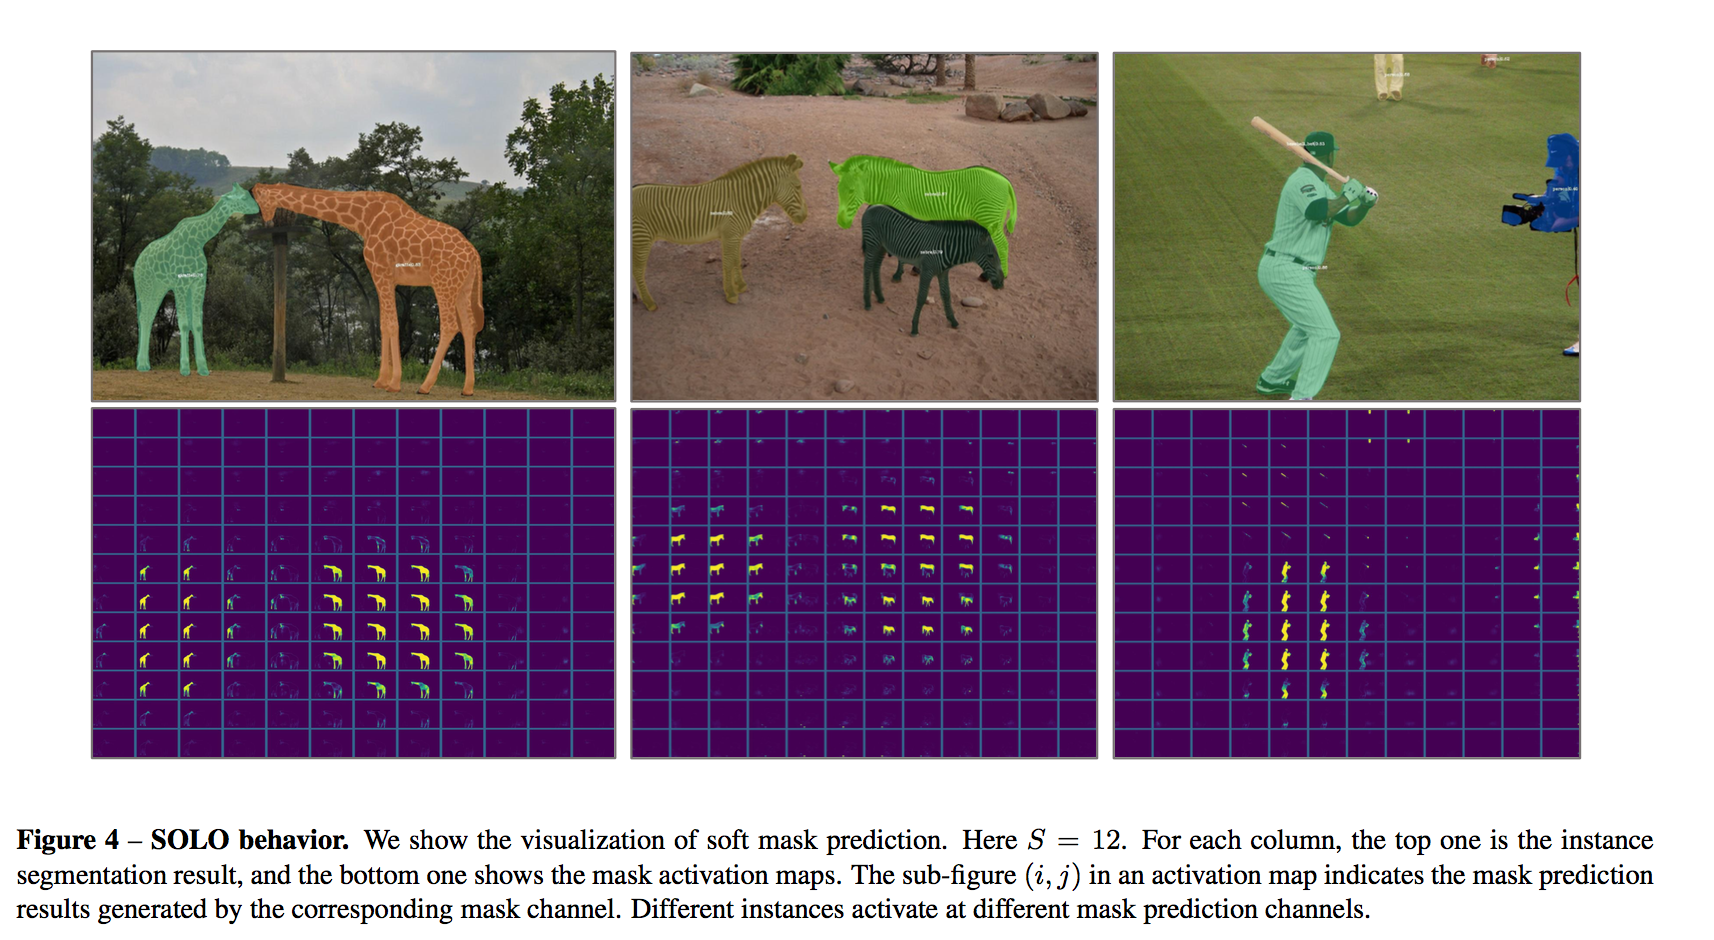 Figure 4 – SOLO behavior. We show the visualization of soft mask prediction. Here S = 12. For each column, the top one is the instance
segmentation result, and the bottom one shows the mask activation maps. The sub-figure (i, j) in an activation map indicates the mask prediction
results generated by the corresponding mask channel. Different instances activate at different mask prediction channels.